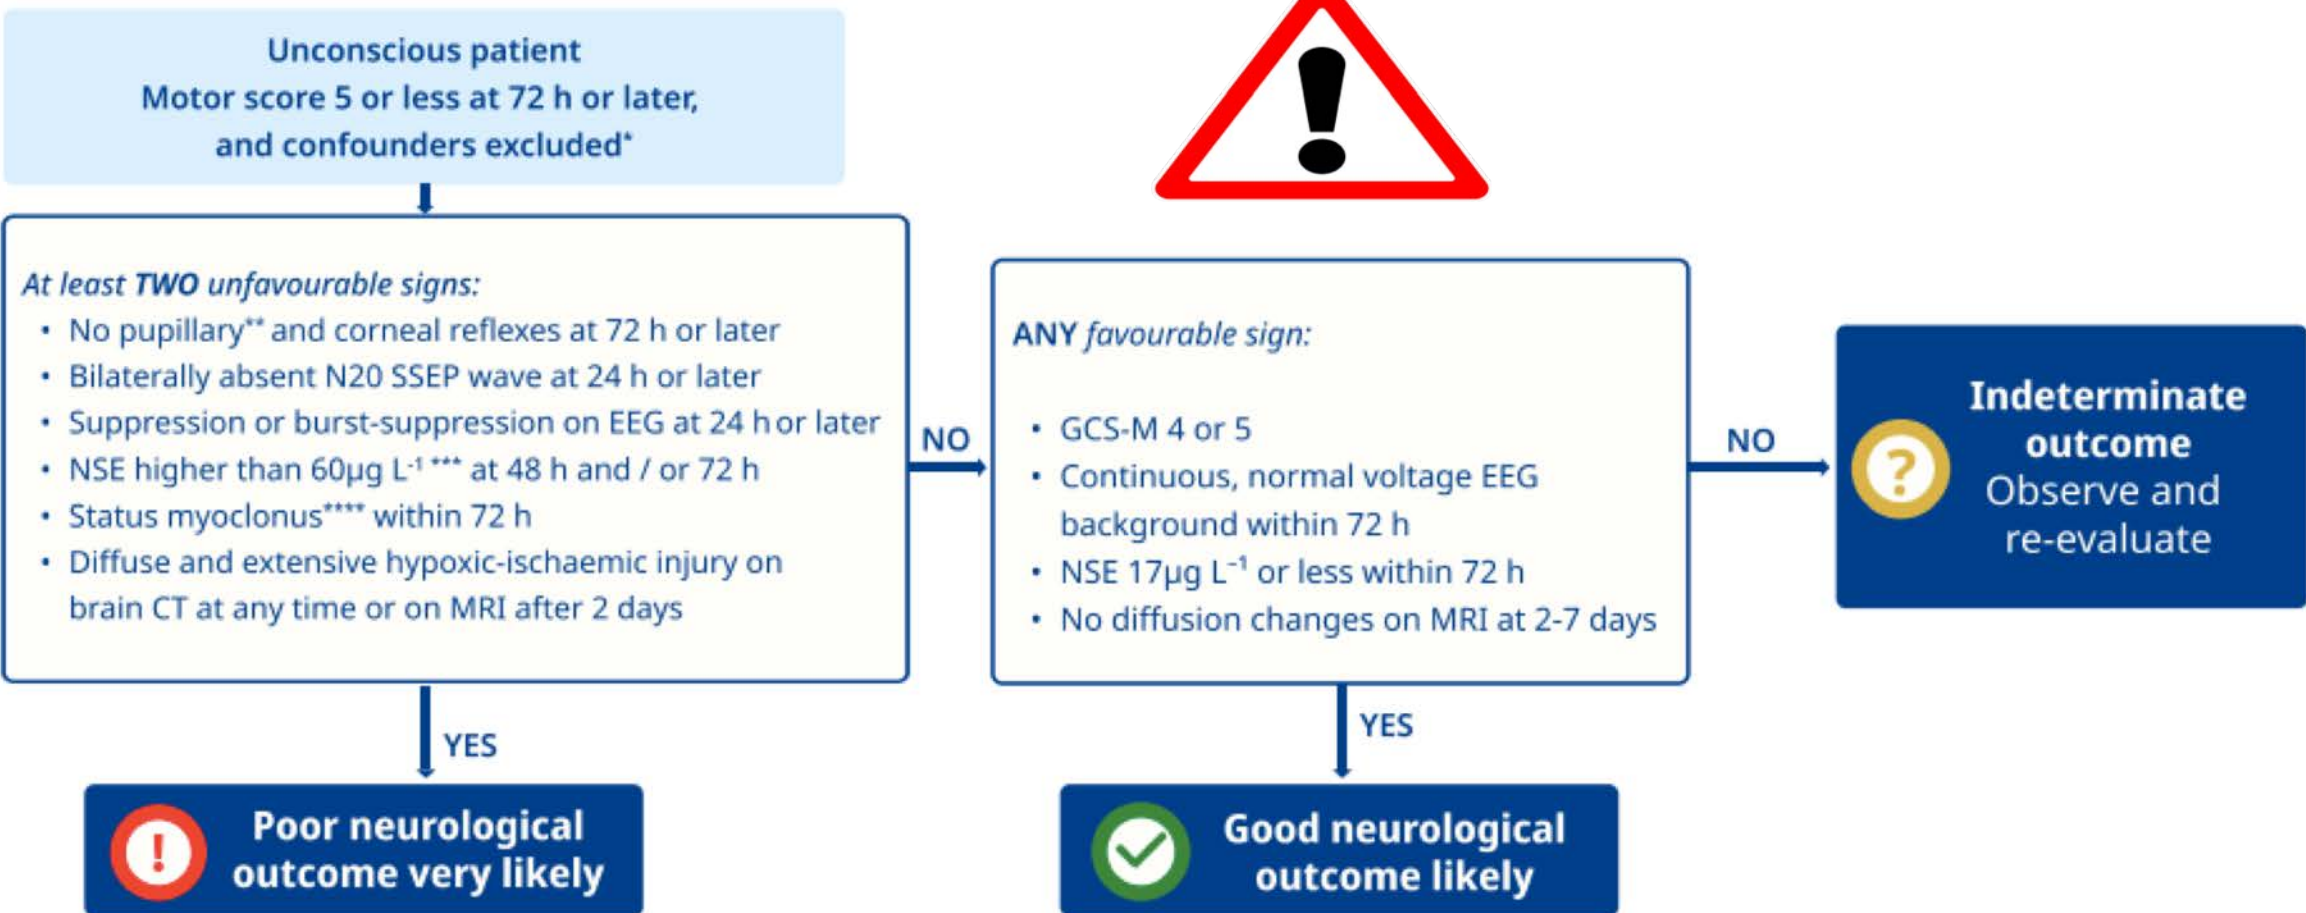 Unconscious patient
Motor score 5 or less at 72 h or later,
and confounders excluded*
At least TWO unfavourable signs:
• No pupillary** and corneal reflexes at 72 h or later
• Bilaterally absent N20 SSEP wave at 24 h or later
• Suppression or burst-suppression on EEG at 24 h or later
• NSE higher than 60µg L⁻¹ *** at 48 h and / or 72 h
• Status myoclonus**** within 72 h
• Diffuse and extensive hypoxic-ischaemic injury on
brain CT at any time or on MRI after 2 days
NO
ANY favourable sign:
• GCS-M 4 or 5
• Continuous, normal voltage EEG
background within 72 h
• NSE 17µg L⁻¹ or less within 72 h
• No diffusion changes on MRI at 2-7 days
NO
?
Indeterminate
outcome
Observe and
re-evaluate
YES
!
Poor neurological
outcome very likely
YES
Good neurological
outcome likely